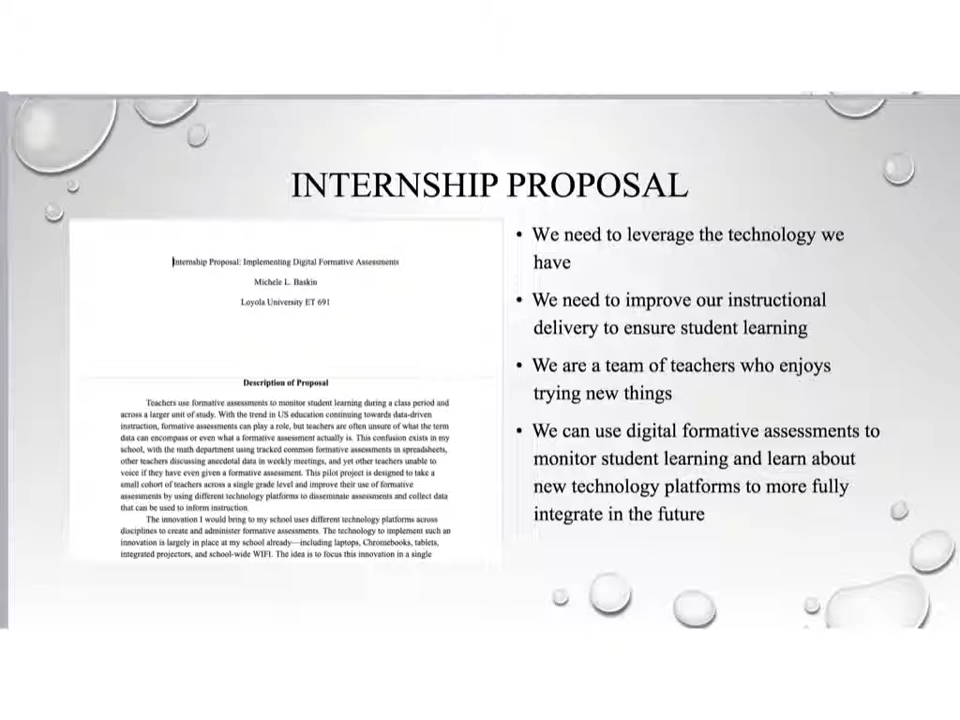 INTERNSHIP PROPOSAL
Internship Proposal: Implementing Digital Formative Assessments
Michele L. Baskin
Loyola University ET 691
Description of Proposal
Teachers use formative assessments to monitor student learning during a class period and
across a larger unit of study. With the trend in US education continuing towards data-driven
instruction, formative assessments can play a role, but teachers are often unsure of what the term
data can encompass or even what a formative assessment actually is. This confusion exists in my
school, with the math department using tracked common formative assessments in spreadsheets,
other teachers discussing anecdotal data in weekly meetings, and yet other teachers unable to
voice if they have even given a formative assessment. This pilot project is designed to take a
small cohort of teachers across a single grade level and improve their use of formative
assessments by using different technology platforms to disseminate assessments and collect data
that can be used to inform instruction.
The innovation I would bring to my school uses different technology platforms across
disciplines to create and administer formative assessments. The technology to implement such an
innovation is largely in place at my school already—including laptops, Chromebooks, tablets,
integrated projectors, and school-wide WIFI. The idea is to focus this innovation in a single
• We need to leverage the technology we
have
• We need to improve our instructional
delivery to ensure student learning
• We are a team of teachers who enjoys
trying new things
• We can use digital formative assessments to
monitor student learning and learn about
new technology platforms to more fully
integrate in the future